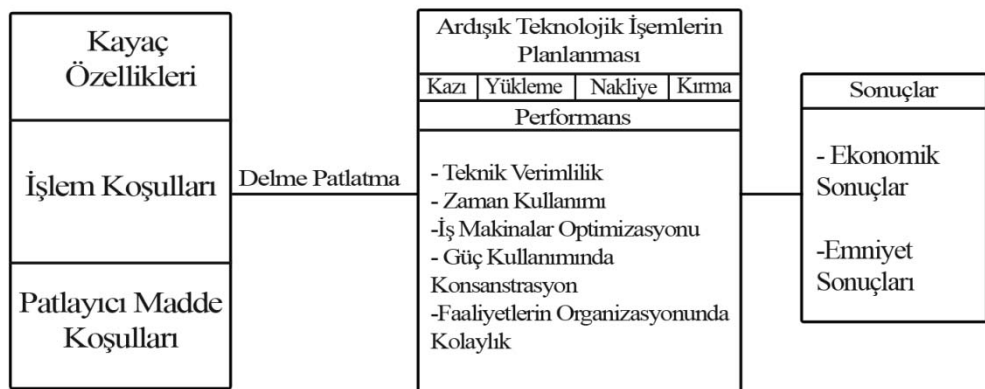 Kayaç
Özellikleri
İşlem Koşulları
Patlayıcı Madde
Koşulları
Delme Patlatma
Ardışık Teknolojik İşemlerin
Planlanması
Kazı Yükleme Nakliye Kırma
Performans
- Teknik Verimlilik
- Zaman Kullanımı
-İş Makinalar Optimizasyonu
- Güç Kullanımında
Konsanstrasyon
-Faaliyetlerin Organizasyonunda
Kolaylık
Sonuçlar
- Ekonomik
Sonuçlar
-Emniyet
Sonuçları